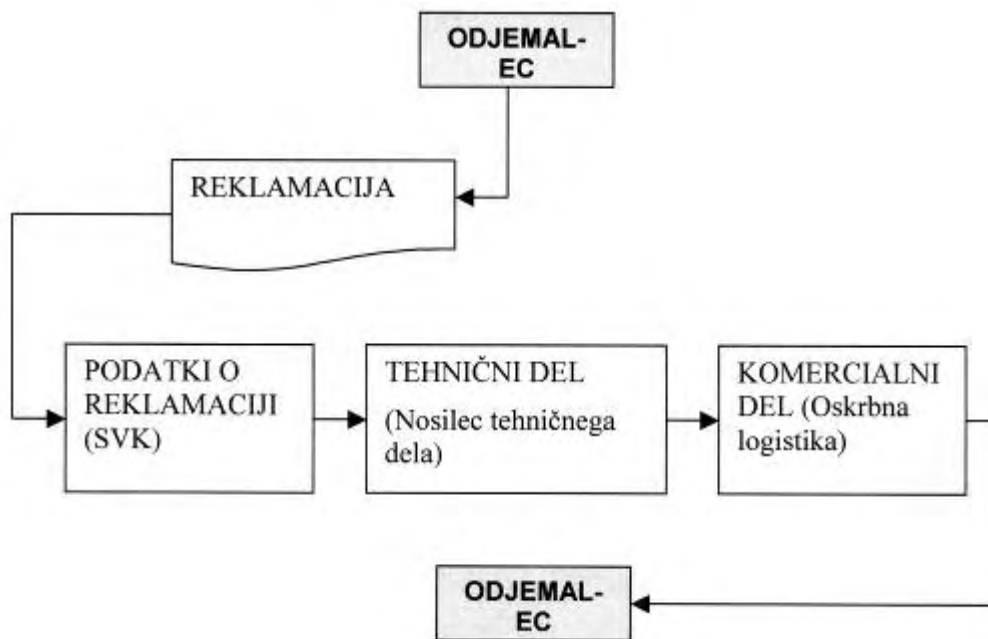 ODJEMAL-
EC
REKLAMACIJA
PODATKI O
REKLAMACIJI
(SVK)
TEHNIČNI DEL
(Nosilec tehničnega
dela)
KOMERCIALNI
DEL (Oskrbna
logistika)
ODJEMAL-
EC